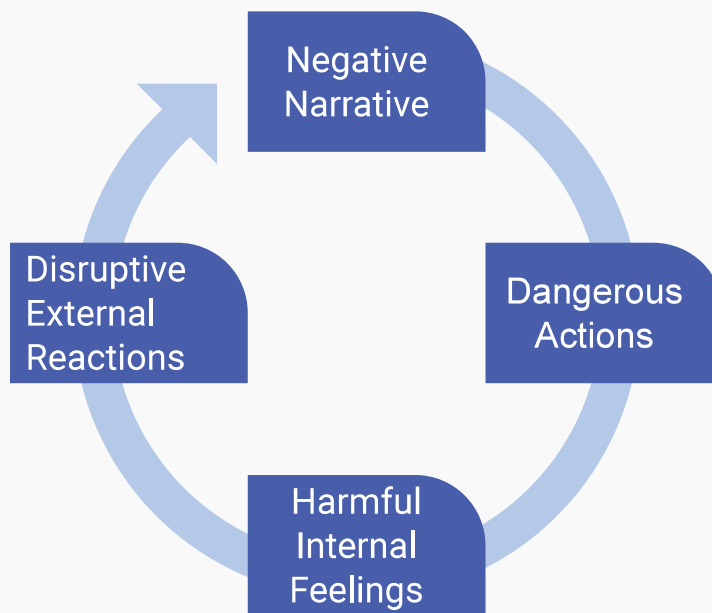 Negative
Narrative
Dangerous
Actions
Harmful
Internal
Feelings
Disruptive
External
Reactions